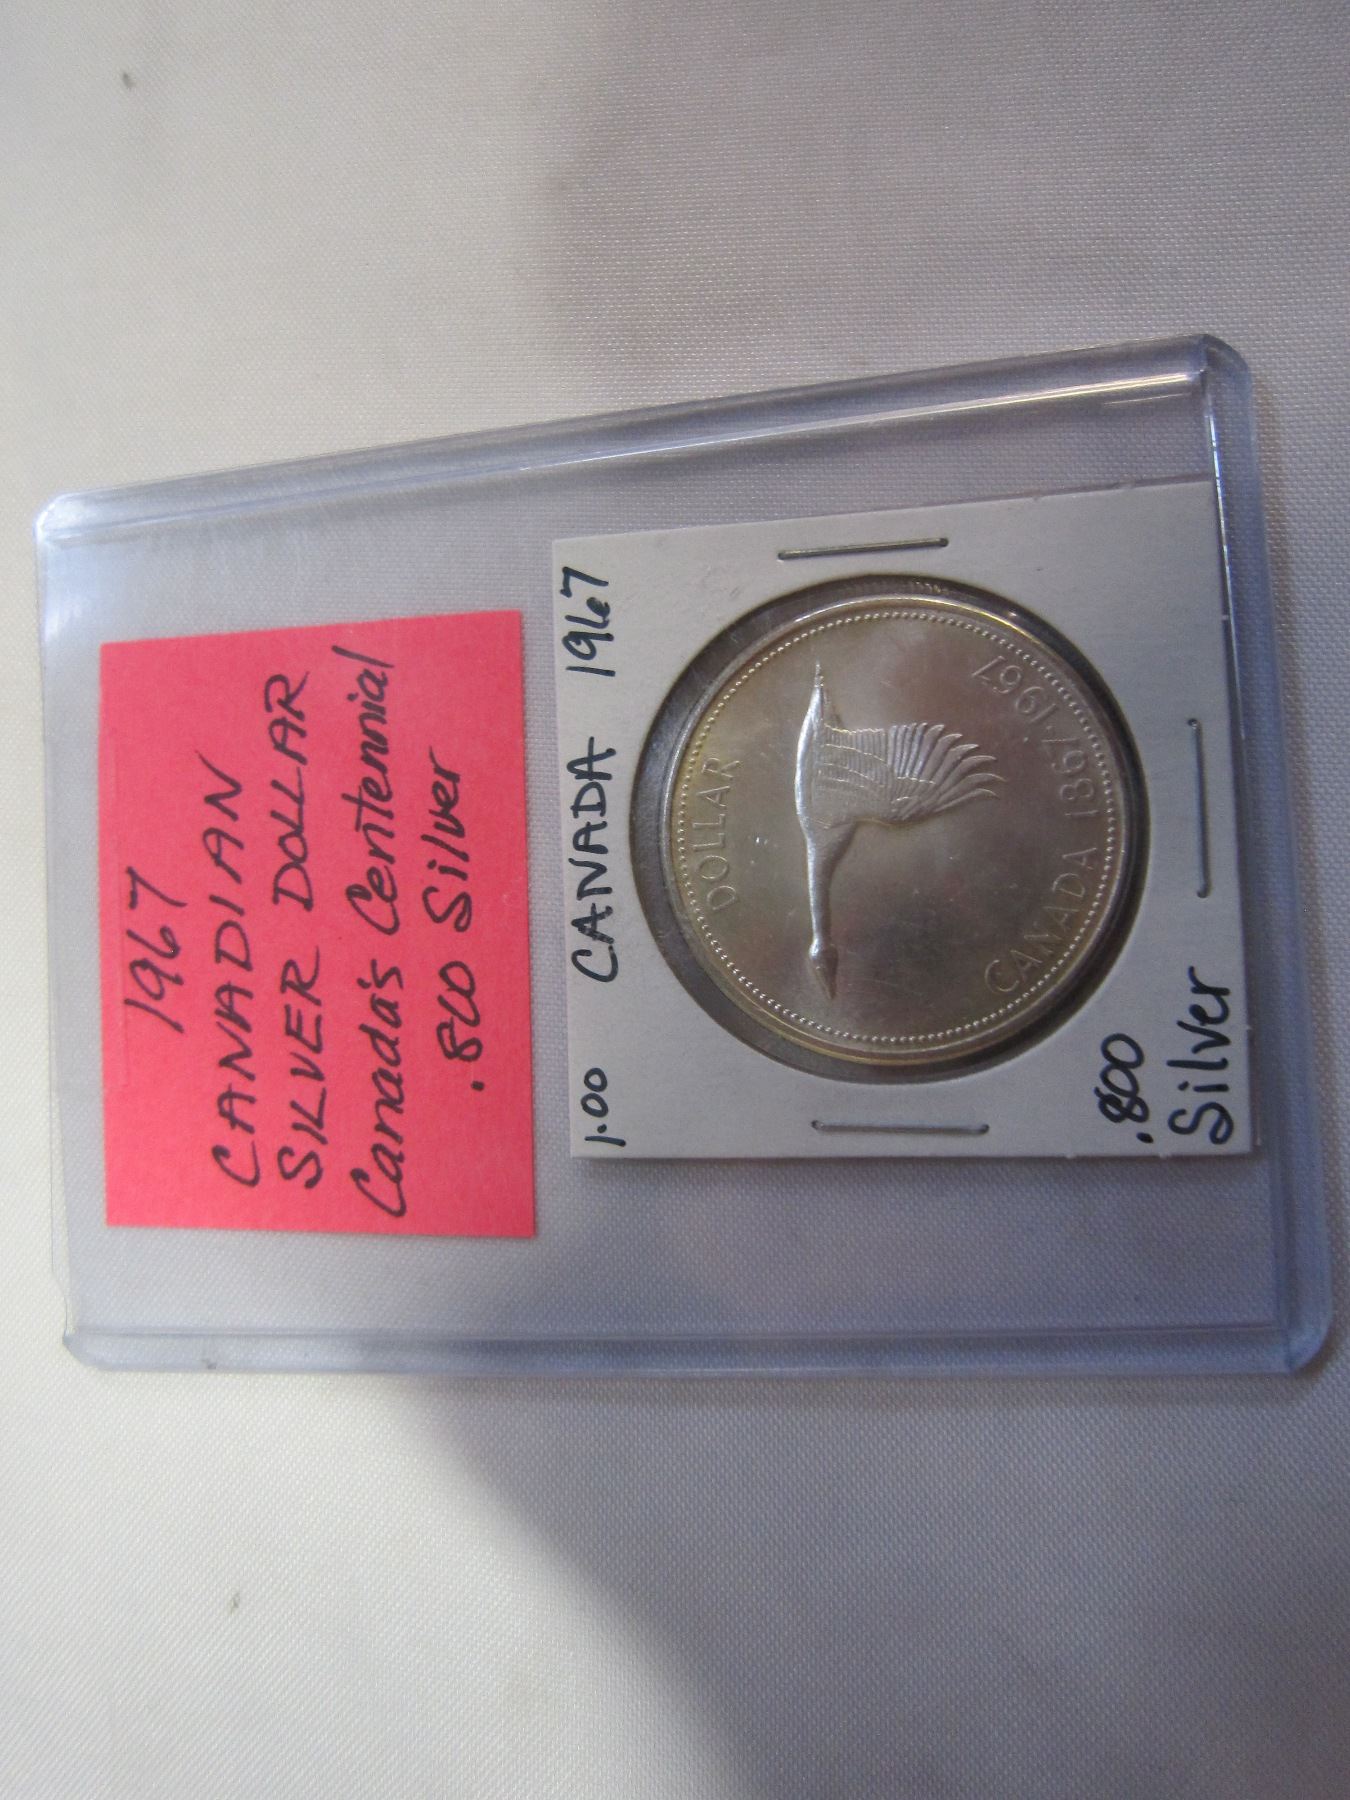 1967
CANADIAN
SILVER DOLLAR
Canada's Centennial
.800 Silver
1.00 CANADA 1967
DOLLAR
CANADA 1867-1967
.800
Silver